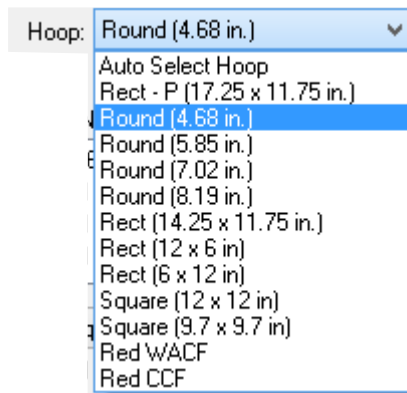 Hoop: Round (4.68 in.)
Auto Select Hoop
Rect - P (17.25 x 11.75 in.)
Round (4.68 in.)
Round (5.85 in.)
Round (7.02 in.)
Round (8.19 in.)
Rect (14.25 x 11.75 in.)
Rect (12 x 6 in)
Rect (6 x 12 in)
Square (12 x 12 in)
Square (9.7 x 9.7 in)
Red WACF
Red CCF